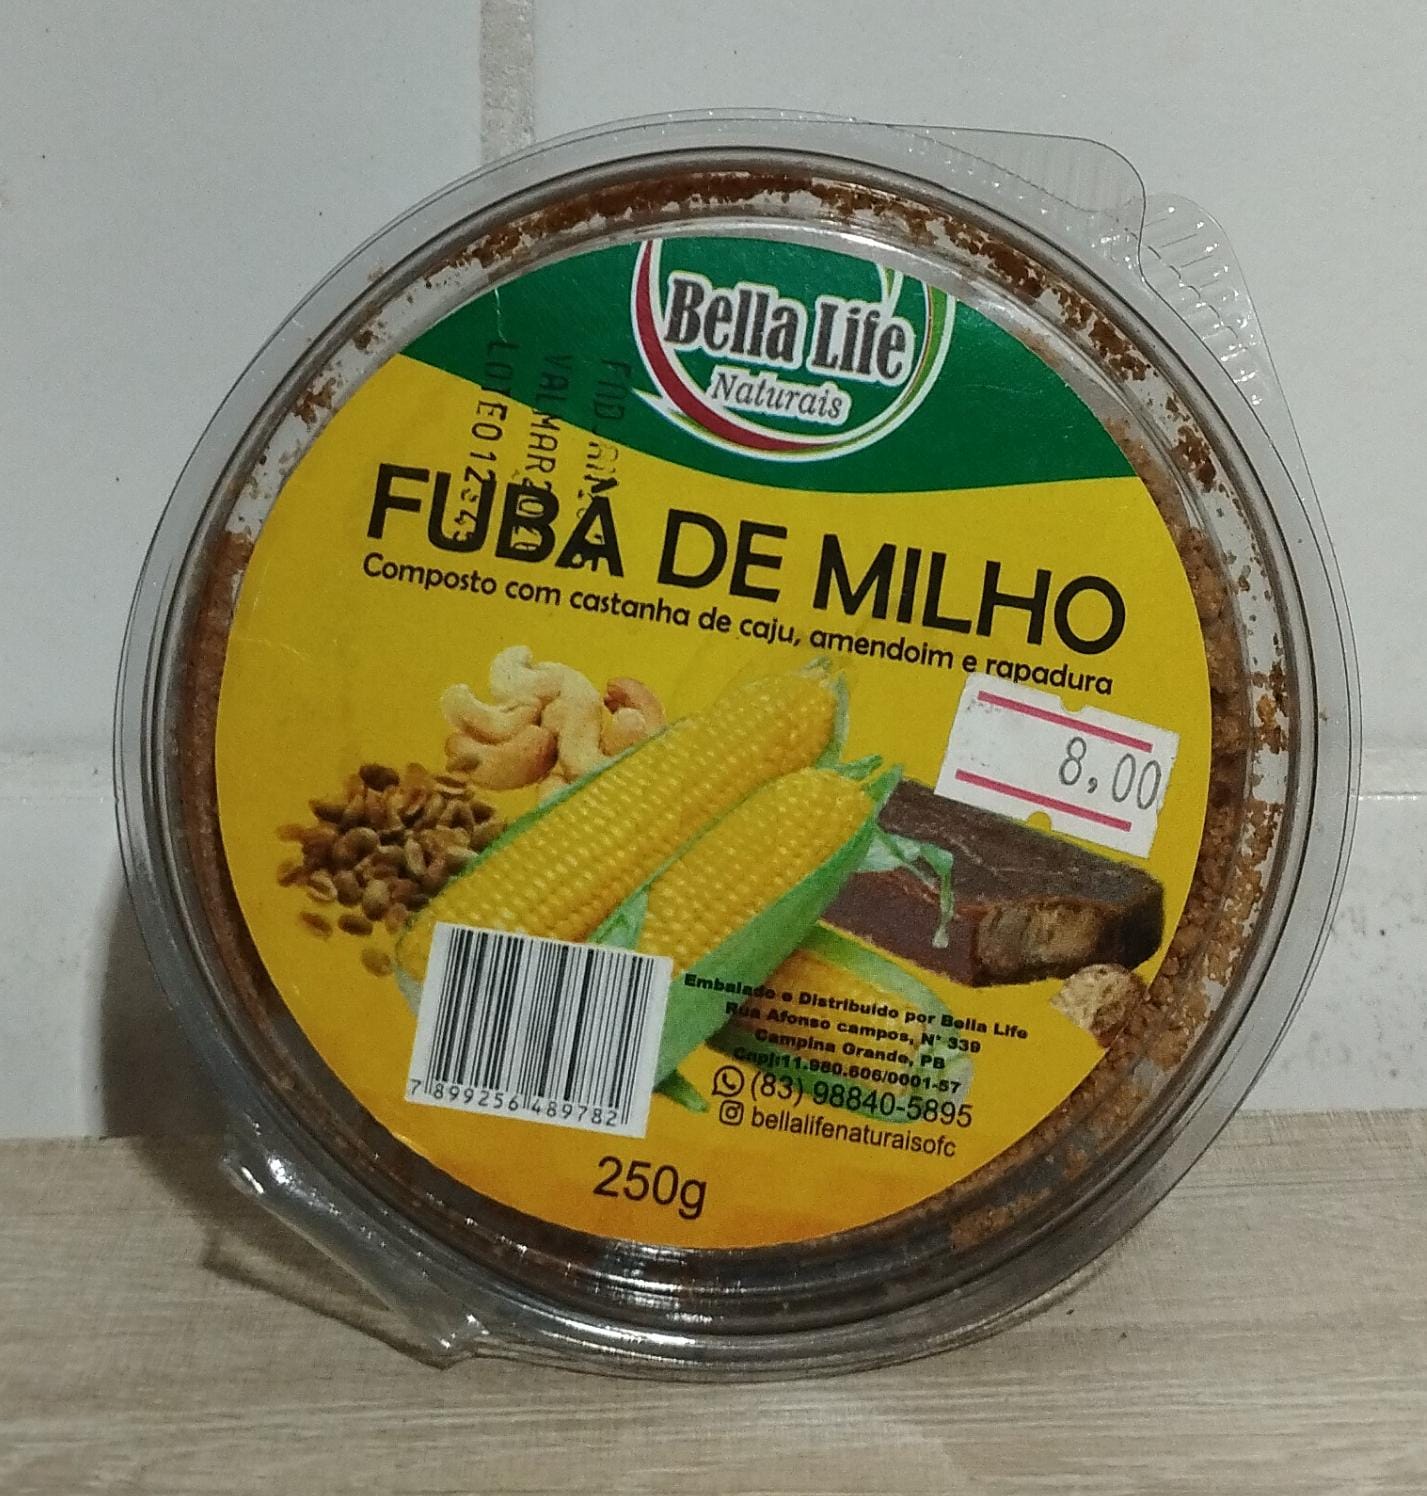 Bella Life
Naturais
FUBÁ DE MILHO
Composto com castanha de caju, amendoim e rapadura
8,00
Embalado e Distribuido por Bella Life
Rua Afonso campos, N° 339
Campina Grande, PB
Cnpj:11.980.606/0001-57
(83) 98840-5895
bellalifenaturaisofc
7 899256 489782
250g